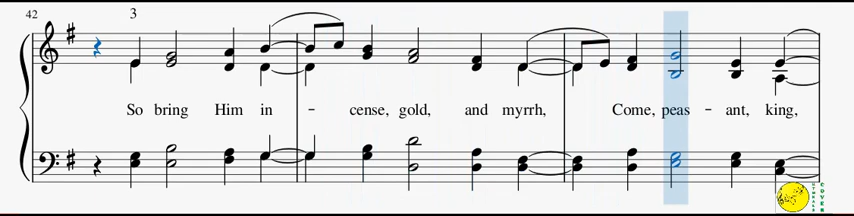 42
3
So bring Him in - cense, gold, and myrrh, Come, peas - ant, king,